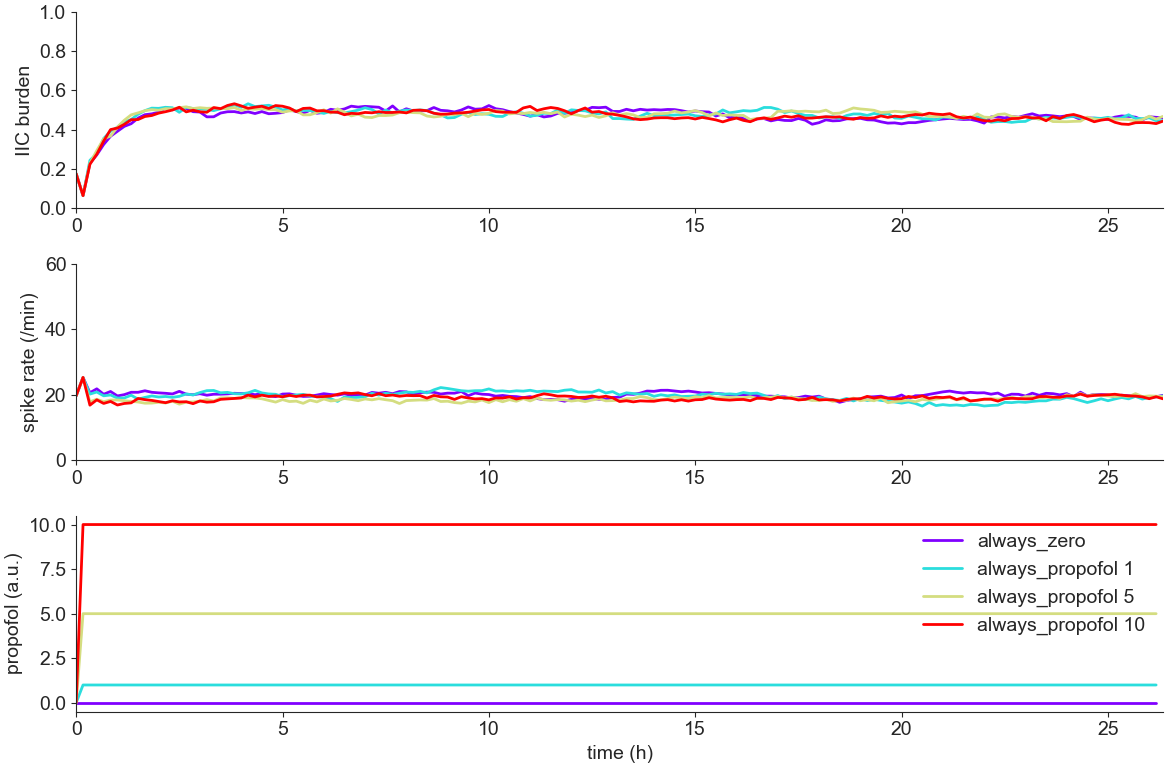 IIC burden
1.0
0.8
0.6
0.4
0.2
0.0
0 5 10 15 20 25
spike rate (/min)
60
40
20
0
0 5 10 15 20 25
propofol (a.u.)
10.0
7.5
5.0
2.5
0.0
always_zero
always_propofol 1
always_propofol 5
always_propofol 10
0 5 10 15 20 25
time (h)